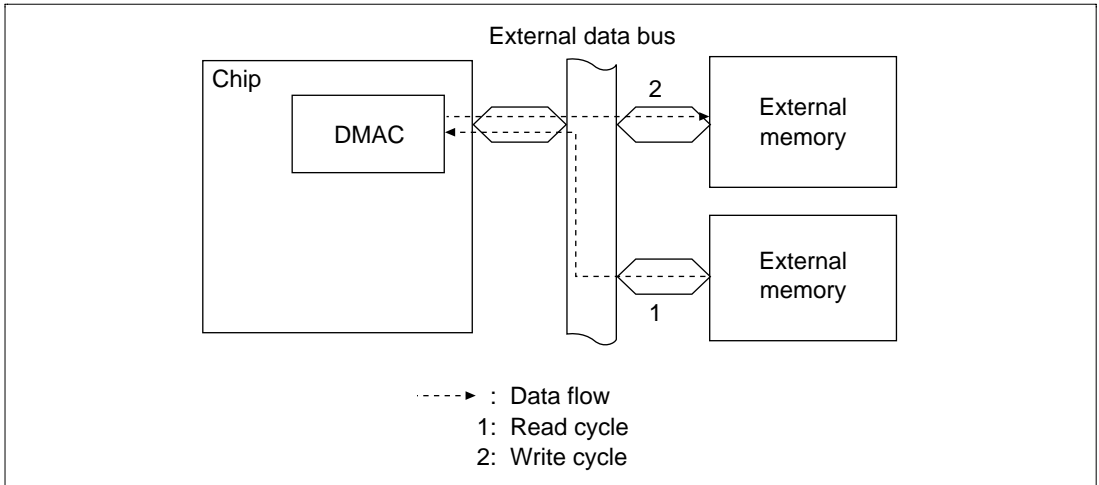 External data bus
Chip
2
DMAC
External
memory
External
memory
1
: Data flow
1: Read cycle
2: Write cycle